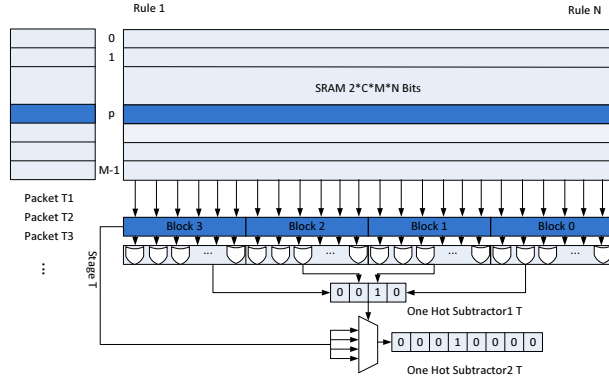 Rule 1
Rule N
0
1
SRAM 2*C*M*N Bits
p
M-1
Packet T1
Packet T2
Packet T3
...
Stage T
Block 3
Block 2
Block 1
Block 0
... ... ... ...
0 0 1 0
One Hot Subtractor1 T
0 0 0 1 0 0 0 0
One Hot Subtractor2 T